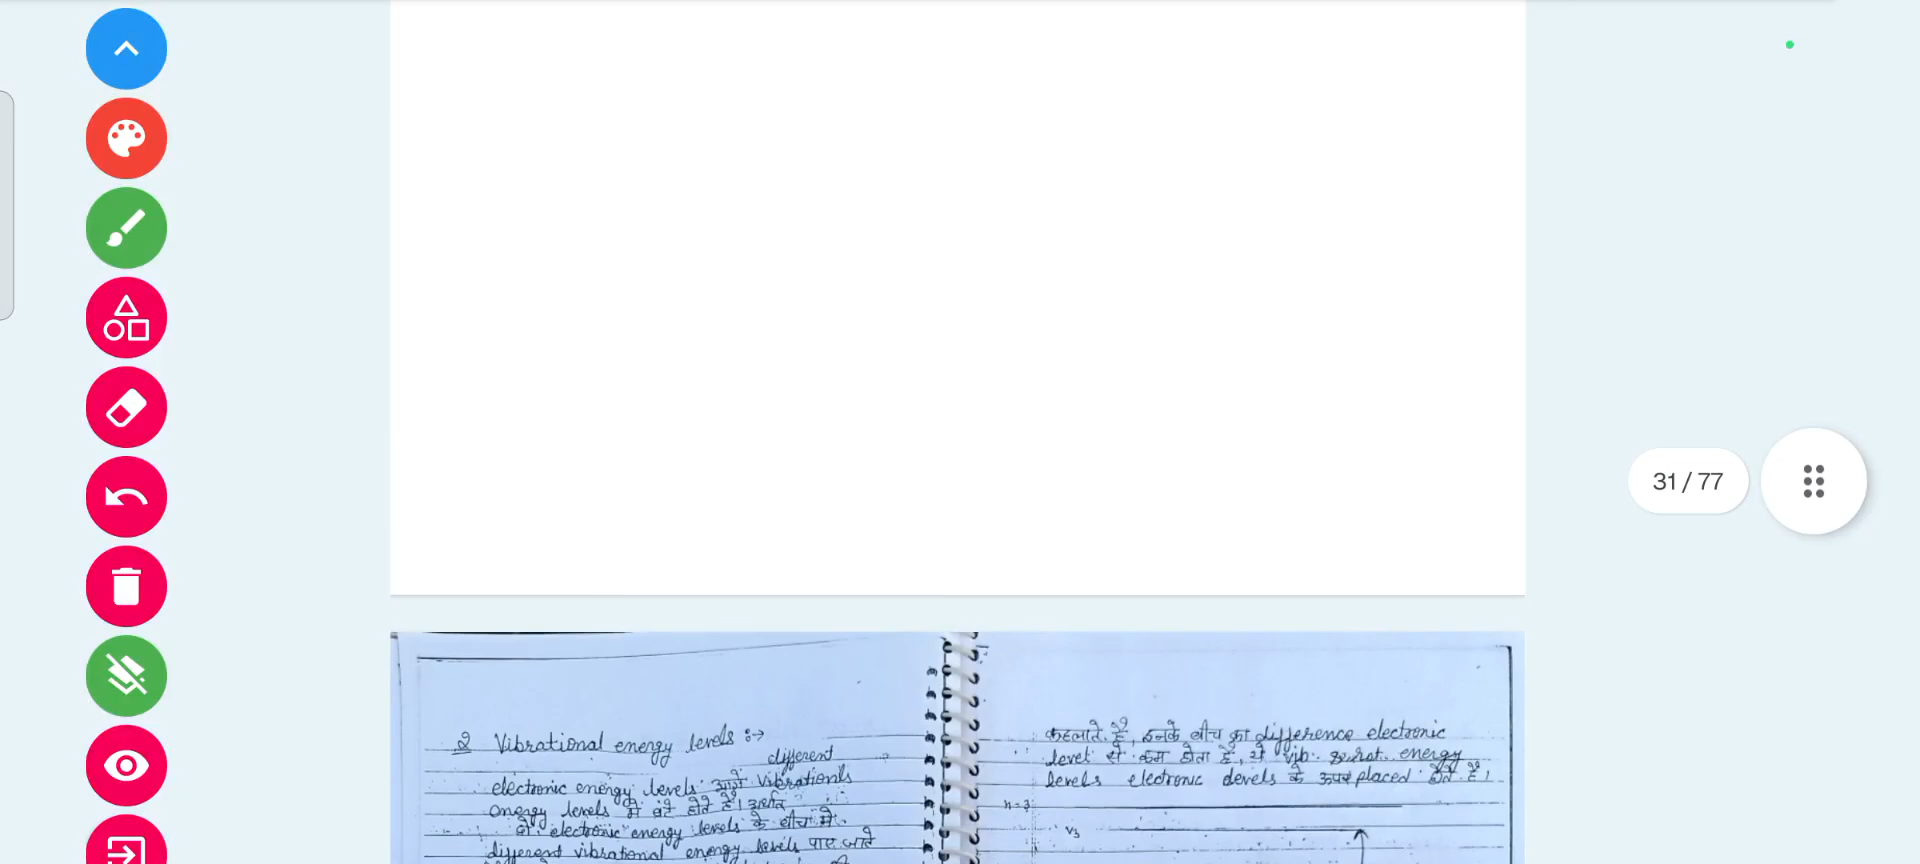 31 / 77
2 Vibrational energy levels :→
different
electronic energy levels आगे vibrationals
energy levels में बंटे होते है। अर्थात
दो electronic energy levels के बीच में
different vibrational energy levels पाए जाते
कहलाते है, इनके बीच का difference electronic
level से कम होता है, ये vib. energy
levels electronic levels के ऊपर placed होते है।
n=3
V₃